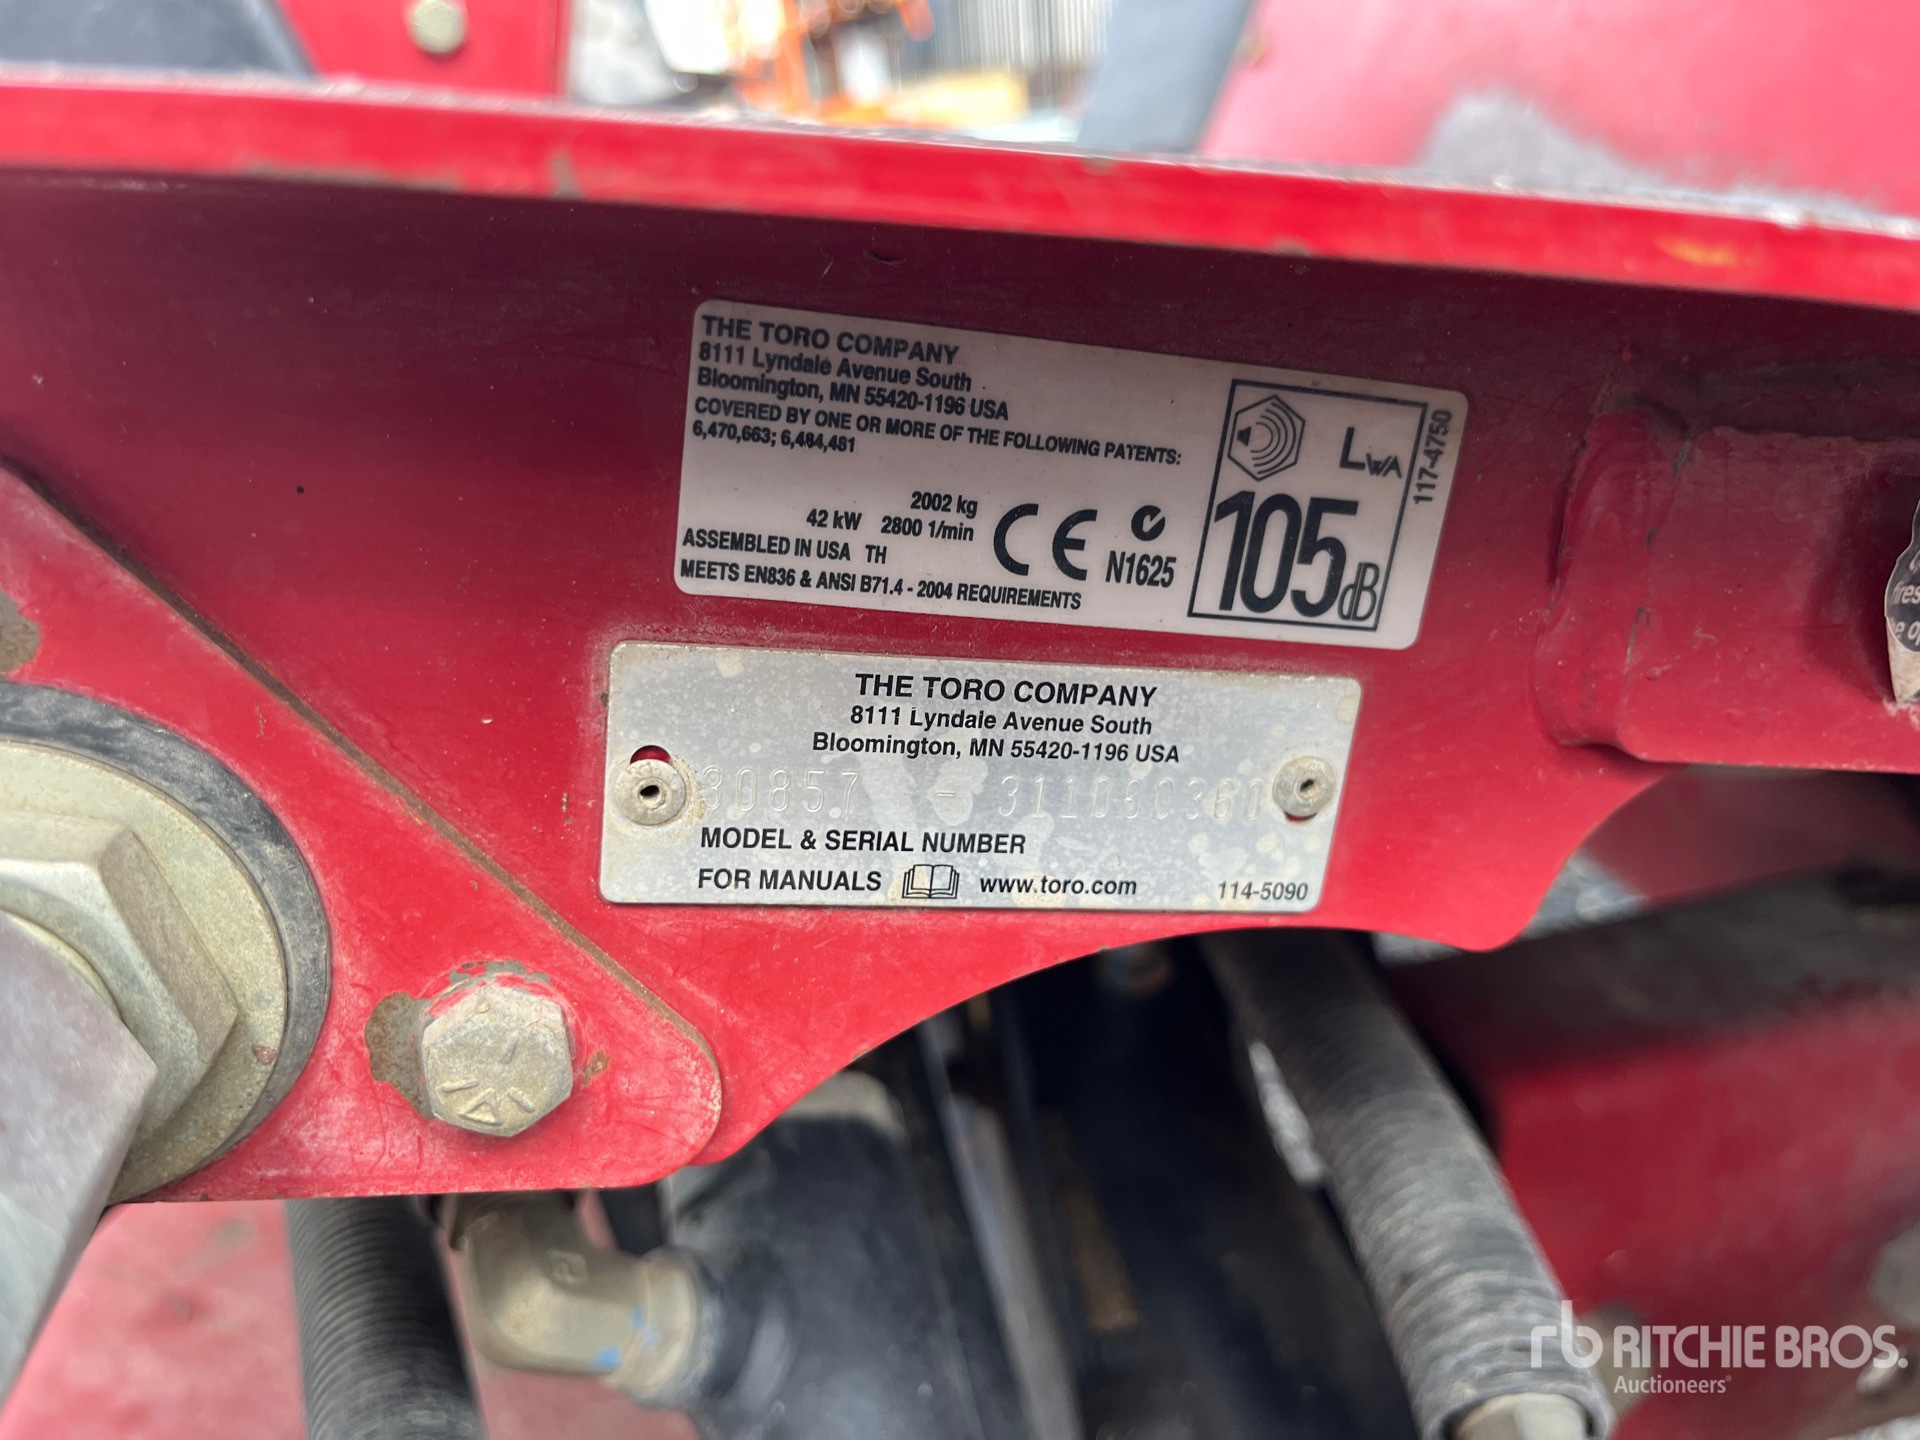 THE TORO COMPANY
8111 Lyndale Avenue South
Bloomington, MN 55420-1196 USA
COVERED BY ONE OR MORE OF THE FOLLOWING PATENTS:
6,470,663; 6,484,481
2002 kg
42 kW 2800 1/min
ASSEMBLED IN USA TH
MEETS EN836 & ANSI B71.4 - 2004 REQUIREMENTS
CE
N1625
LWA
105dB
117-4750
THE TORO COMPANY
8111 Lyndale Avenue South
Bloomington, MN 55420-1196 USA
30857 - 311000360
MODEL & SERIAL NUMBER
FOR MANUALS www.toro.com
114-5090
rb RITCHIE BROS.
Auctioneers